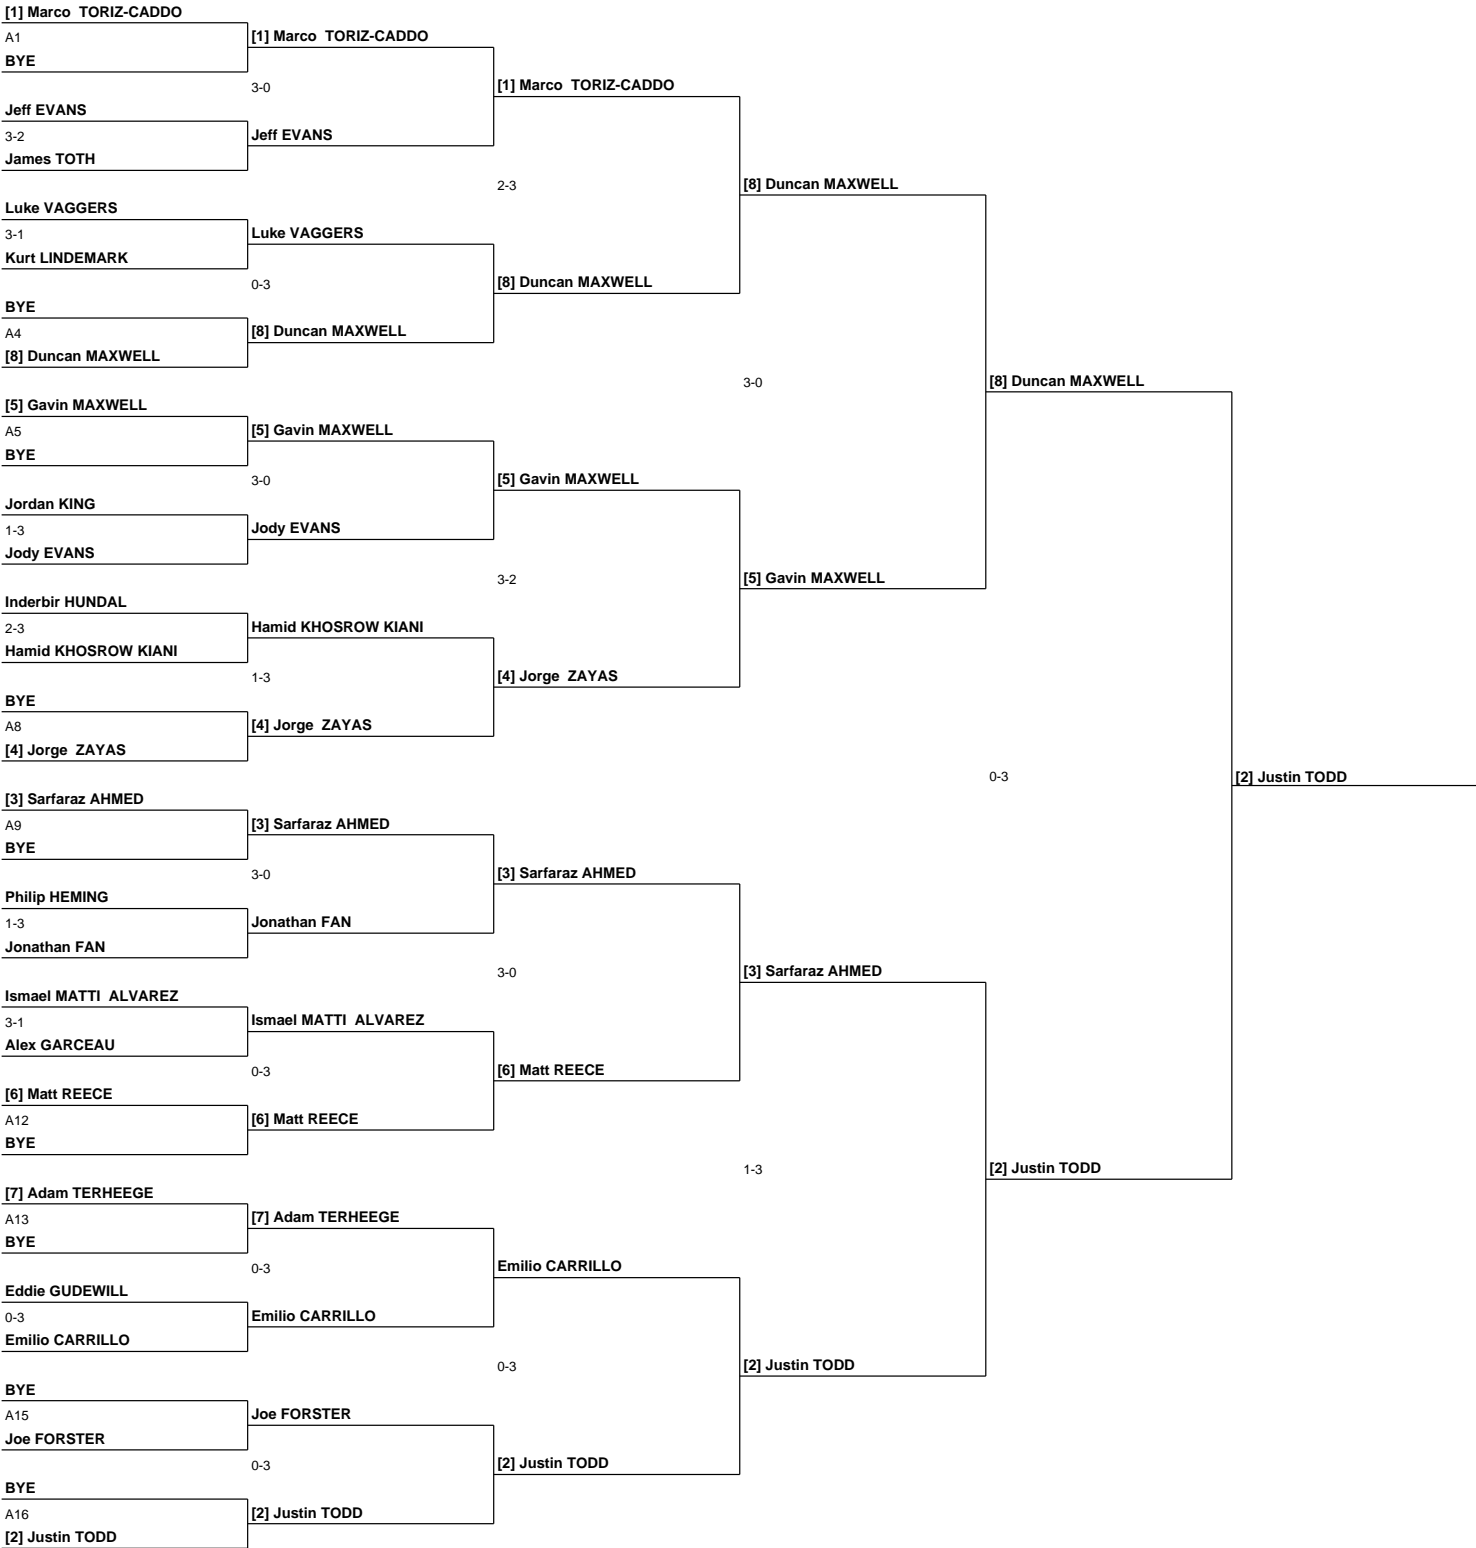 [1] Marco  TORIZ-CADDO
A1
[1] Marco  TORIZ-CADDO
BYE
3-0
[1] Marco  TORIZ-CADDO
Jeff EVANS
3-2
Jeff EVANS
James TOTH
2-3
[8] Duncan MAXWELL
Luke VAGGERS
3-1
Luke VAGGERS
Kurt LINDEMARK
0-3
[8] Duncan MAXWELL
BYE
A4
[8] Duncan MAXWELL
[8] Duncan MAXWELL
3-0
[8] Duncan MAXWELL
[5] Gavin MAXWELL
A5
[5] Gavin MAXWELL
BYE
3-0
[5] Gavin MAXWELL
Jordan KING
1-3
Jody EVANS
Jody EVANS
3-2
[5] Gavin MAXWELL
Inderbir HUNDAL
2-3
Hamid KHOSROW KIANI
Hamid KHOSROW KIANI
1-3
[4] Jorge  ZAYAS
BYE
A8
[4] Jorge  ZAYAS
[4] Jorge  ZAYAS
0-3
[2] Justin TODD
[3] Sarfaraz AHMED
A9
[3] Sarfaraz AHMED
BYE
3-0
[3] Sarfaraz AHMED
Philip HEMING
1-3
Jonathan FAN
Jonathan FAN
3-0
[3] Sarfaraz AHMED
Ismael MATTI  ALVAREZ
3-1
Ismael MATTI  ALVAREZ
Alex GARCEAU
0-3
[6] Matt REECE
[6] Matt REECE
A12
[6] Matt REECE
BYE
1-3
[2] Justin TODD
[7] Adam TERHEEGE
A13
[7] Adam TERHEEGE
BYE
0-3
Emilio CARRILLO
Eddie GUDEWILL
0-3
Emilio CARRILLO
Emilio CARRILLO
0-3
[2] Justin TODD
BYE
A15
Joe FORSTER
Joe FORSTER
0-3
[2] Justin TODD
BYE
A16
[2] Justin TODD
[2] Justin TODD